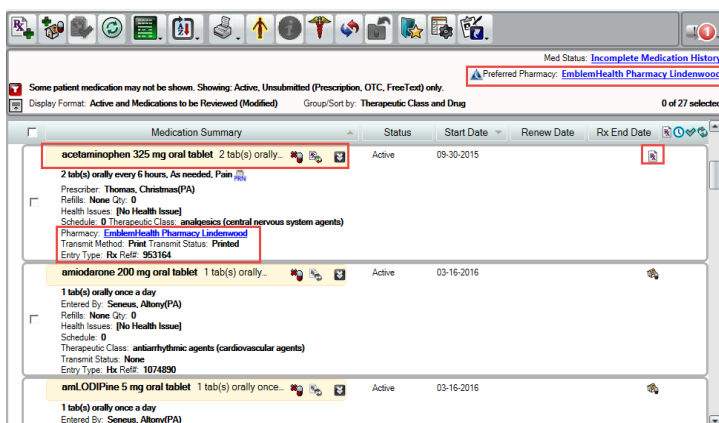 Med Status: Incomplete Medication History
Preferred Pharmacy: EmblemHealth Pharmacy Lindenwood
Some patient medication may not be shown. Showing: Active, Unsubmitted (Prescription, OTC, FreeText) only.
Display Format: Active and Medications to be Reviewed (Modified) Group/Sort by: Therapeutic Class and Drug 0 of 27 selected
Medication Summary Status Start Date Renew Date Rx End Date
acetaminophen 325 mg oral tablet 2 tab(s) orally... Active 09-30-2015
2 tab(s) orally every 6 hours, As needed, Pain PRN
Prescriber: Thomas, Christmas(PA)
Refills: None Qty: 0
Health Issues: [No Health Issue]
Schedule: 0 Therapeutic Class: analgesics (central nervous system agents)
Pharmacy: EmblemHealth Pharmacy Lindenwood
Transmit Method: Print Transmit Status: Printed
Entry Type: Rx Ref#: 953164
amiodarone 200 mg oral tablet 1 tab(s) orally... Active 03-16-2016
1 tab(s) orally once a day
Entered By: Seneus, Altony(PA)
Refills: None Qty: 0
Health Issues: [No Health Issue]
Schedule: 0
Therapeutic Class: antiarrhythmic agents (cardiovascular agents)
Transmit Status: None
Entry Type: Hx Ref#: 1074890
amLODIPine 5 mg oral tablet 1 tab(s) orally once... Active 03-16-2016
1 tab(s) orally once a day
Entered By: Seneus, Altony(PA)